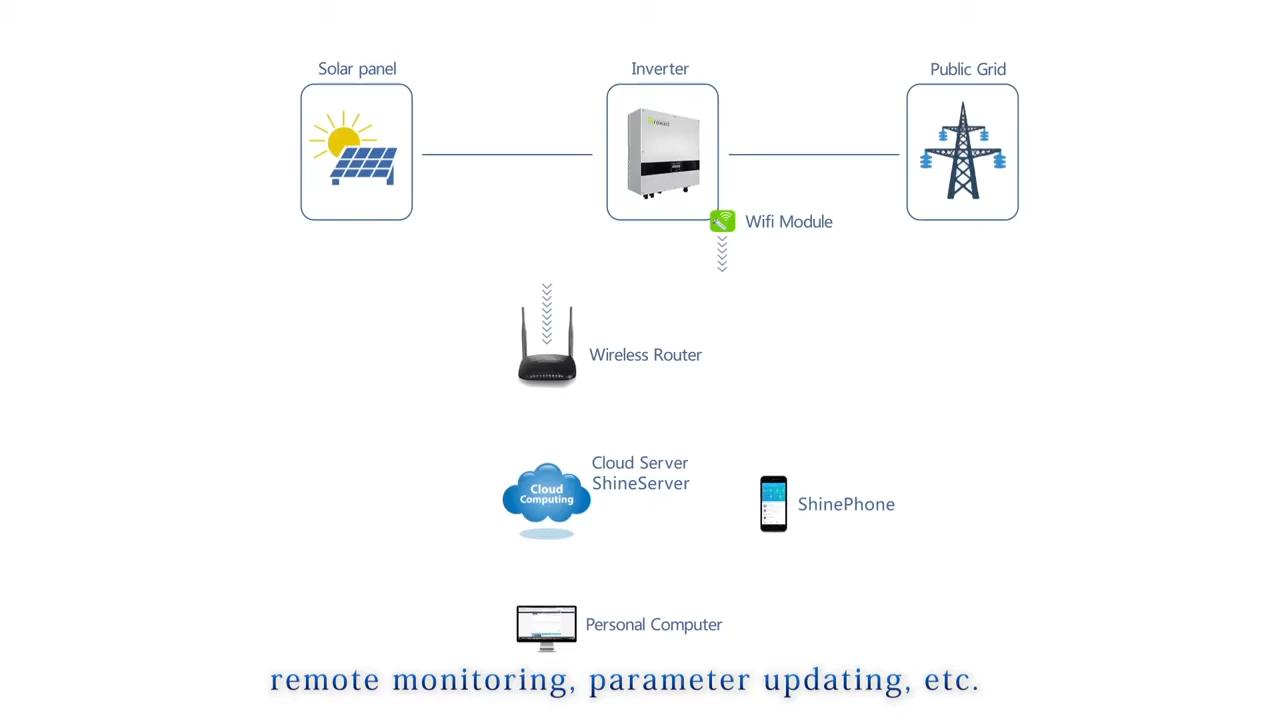 Solar panel
Inverter
Public Grid
Growatt
Wifi Module
Wireless Router
Cloud Server
ShineServer
Cloud
Computing
ShinePhone
Personal Computer
remote monitoring, parameter updating, etc.